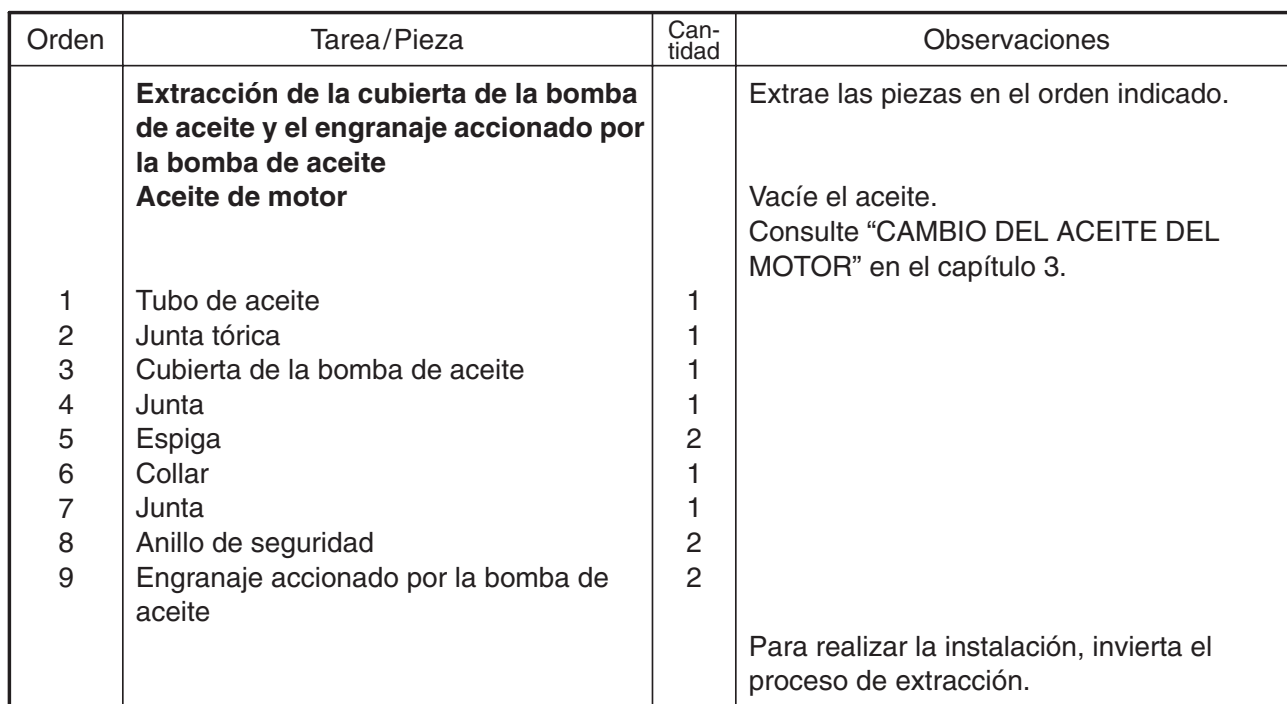 Orden Tarea/Pieza Can-
tidad Observaciones
Extracción de la cubierta de la bomba Extrae las piezas en el orden indicado.
de aceite y el engranaje accionado por
la bomba de aceite
Aceite de motor Vacíe el aceite.
Consulte “CAMBIO DEL ACEITE DEL
MOTOR” en el capítulo 3.
1 Tubo de aceite 1
2 Junta tórica 1
3 Cubierta de la bomba de aceite 1
4 Junta 1
5 Espiga 2
6 Collar 1
7 Junta 1
8 Anillo de seguridad 2
9 Engranaje accionado por la bomba de 2
aceite
Para realizar la instalación, invierta el
proceso de extracción.